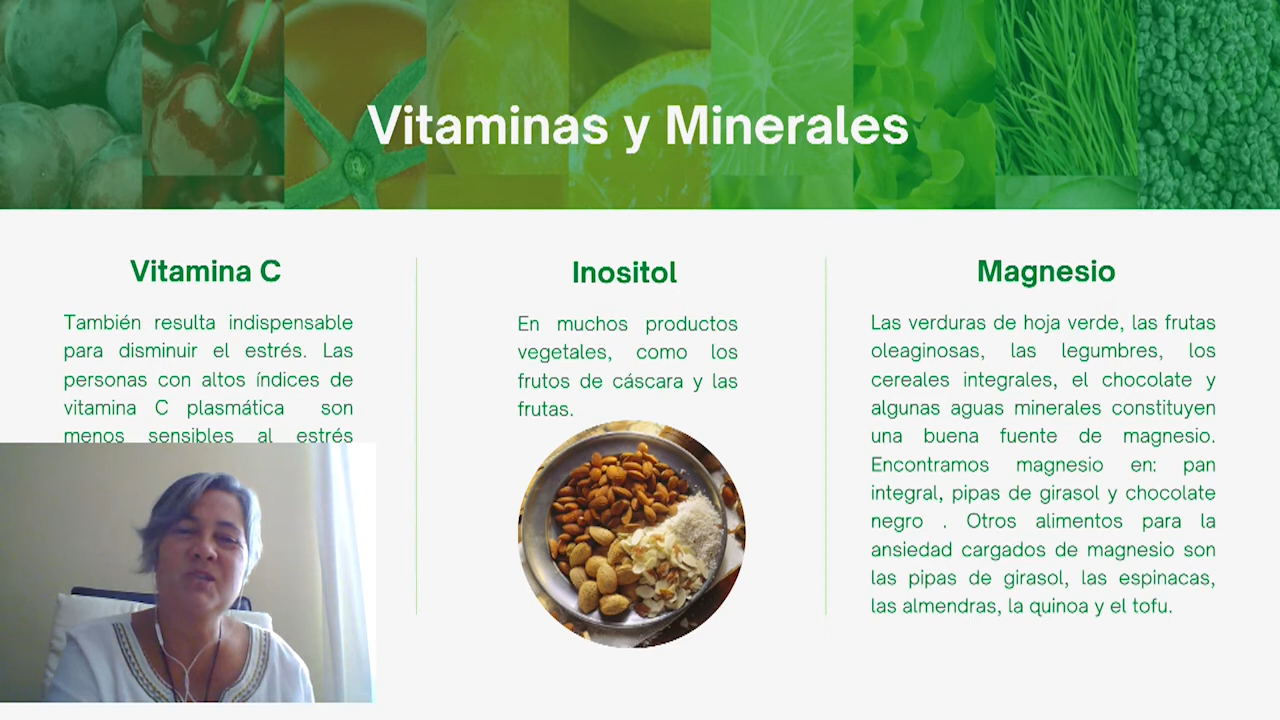 Vitaminas y Minerales
Vitamina C
También resulta indispensable
para disminuir el estrés. Las
personas con altos índices de
vitamina C plasmática son
menos sensibles al estrés
Inositol
En muchos productos
vegetales, como los
frutos de cáscara y las
frutas.
Magnesio
Las verduras de hoja verde, las frutas
oleaginosas, las legumbres, los
cereales integrales, el chocolate y
algunas aguas minerales constituyen
una buena fuente de magnesio.
Encontramos magnesio en: pan
integral, pipas de girasol y chocolate
negro . Otros alimentos para la
ansiedad cargados de magnesio son
las pipas de girasol, las espinacas,
las almendras, la quinoa y el tofu.